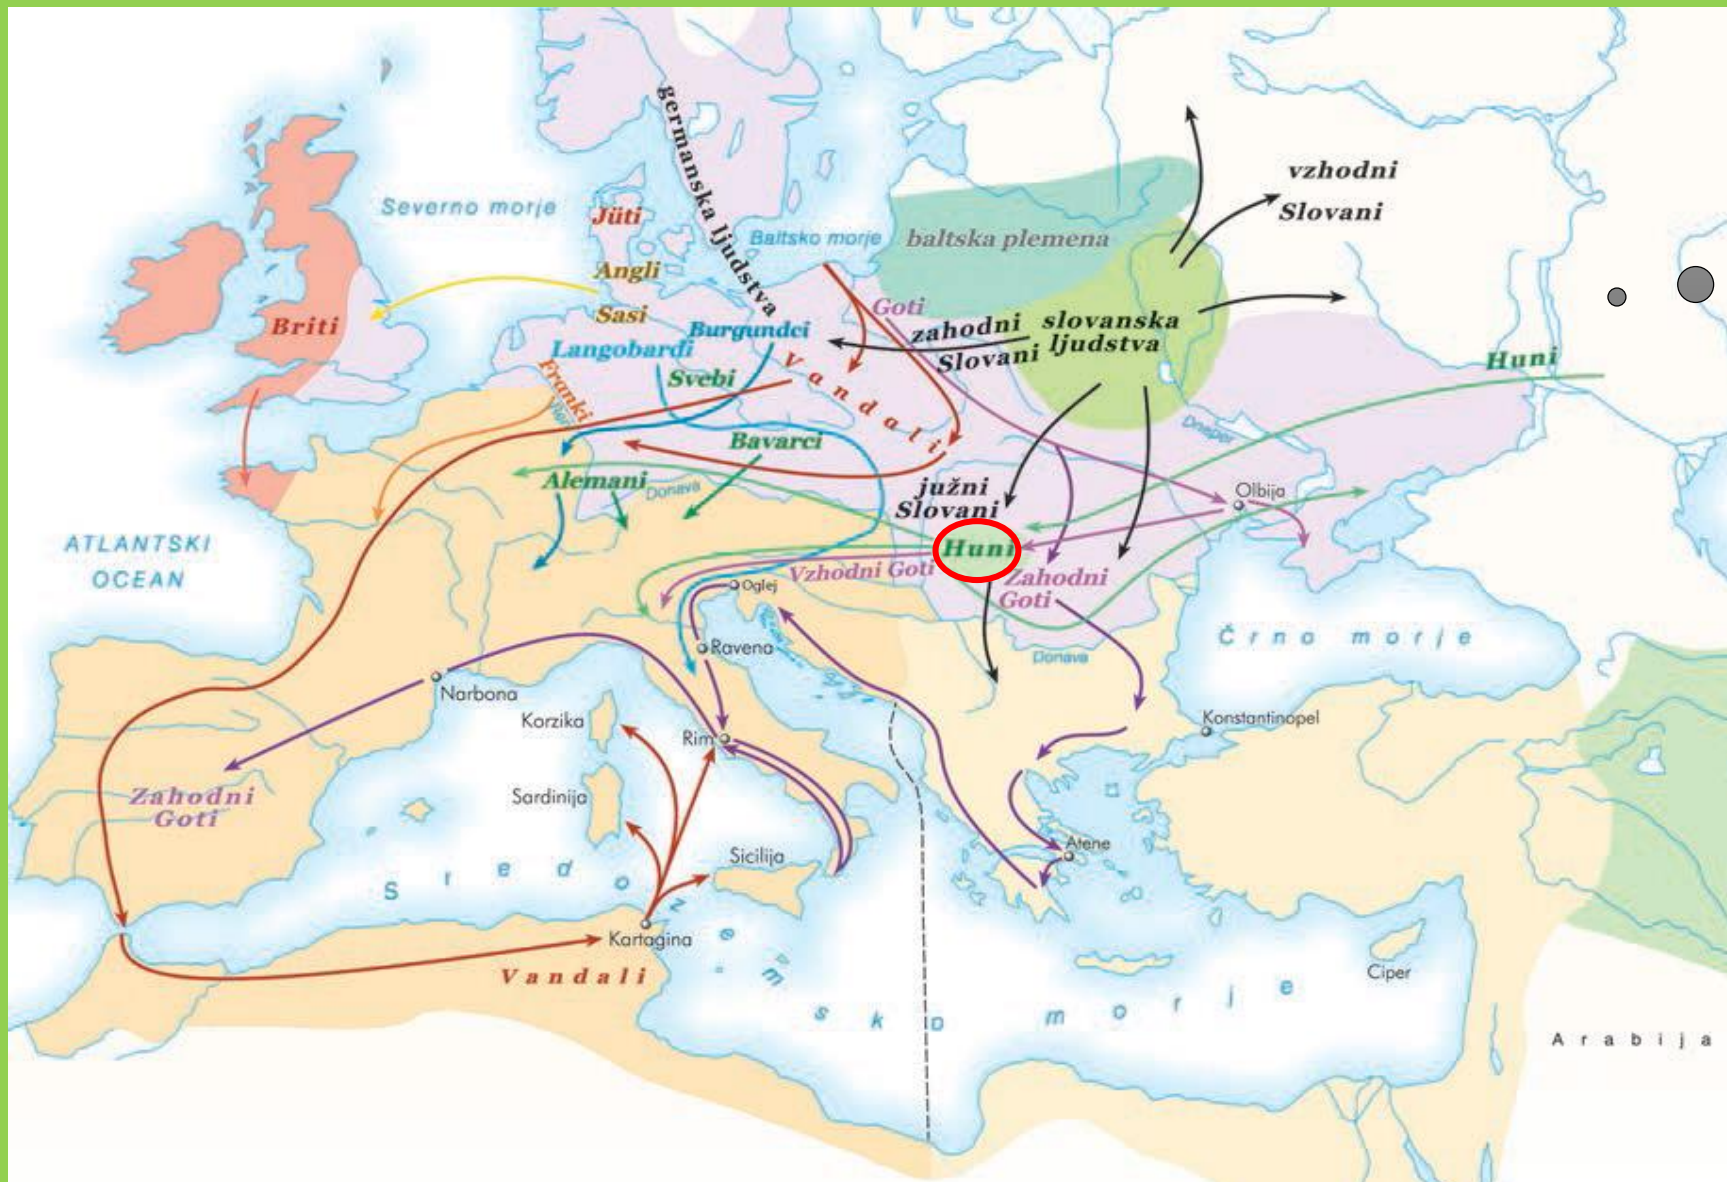 germanska ljudstva
Severno morje
Jüti
Baltsko morje
baltska plemena
vzhodni
Slovani
Angli
Sasi
Briti
Burgundci
Langobardi
Svebi
Franki
Goti
zahodni
Slovani
slovanska
ljudstva
Huni
Vandali
Bavarci
Alemani
Donava
Dneper
južni
Slovani
Olbija
ATLANTSKI
OCEAN
Huni
Vzhodni Goti
Zahodni
Goti
Oglej
Ravena
Donava
Črno morje
Narbona
Korzika
Rim
Konstantinopel
Zahodni
Goti
Sardinija
Sicilija
Atene
Sredozemsko morje
Kartagina
Vandali
Ciper
Arabija